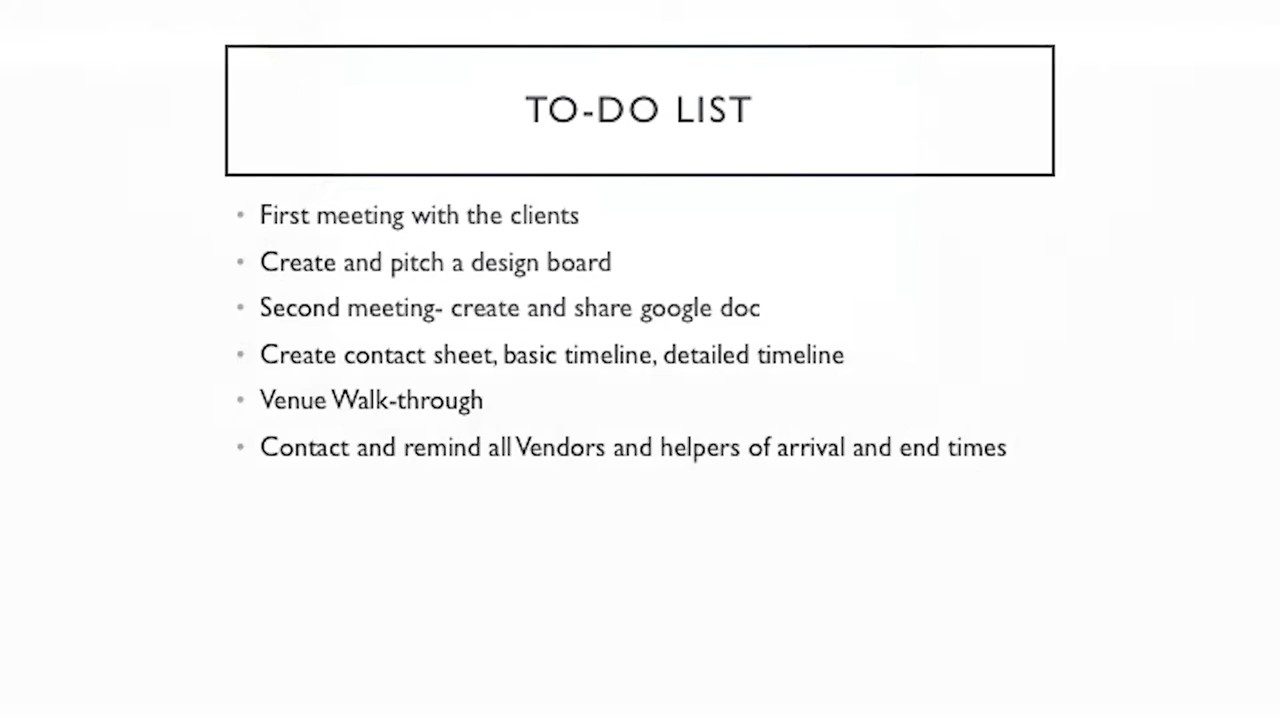 TO-DO LIST
• First meeting with the clients
• Create and pitch a design board
• Second meeting- create and share google doc
• Create contact sheet, basic timeline, detailed timeline
• Venue Walk-through
• Contact and remind all Vendors and helpers of arrival and end times